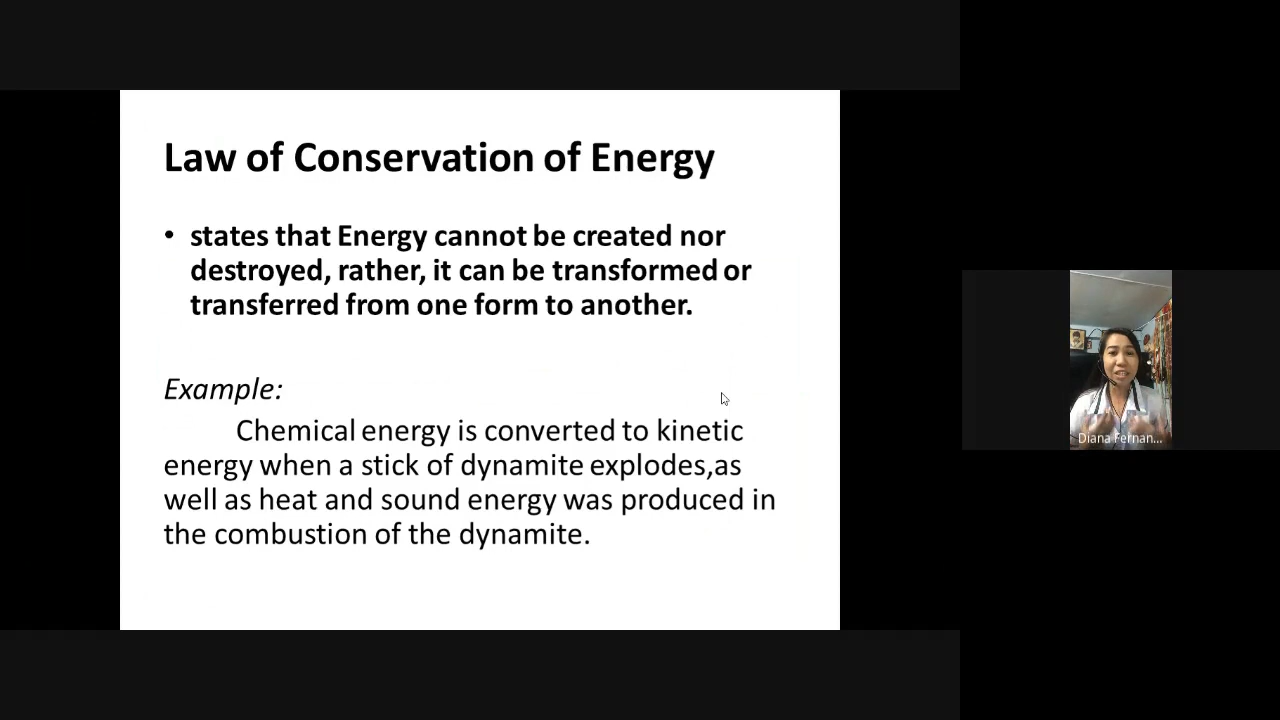 Law of Conservation of Energy
• states that Energy cannot be created nor
destroyed, rather, it can be transformed or
transferred from one form to another.
Example:
Chemical energy is converted to kinetic
energy when a stick of dynamite explodes,as
well as heat and sound energy was produced in
the combustion of the dynamite.
Diana Fernan...